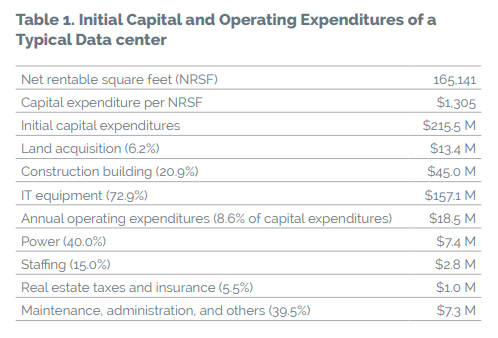 Table 1. Initial Capital and Operating Expenditures of a
Typical Data center
Net rentable square feet (NRSF) 165,141
Capital expenditure per NRSF $1,305
Initial capital expenditures $215.5 M
Land acquisition (6.2%) $13.4 M
Construction building (20.9%) $45.0 M
IT equipment (72.9%) $157.1 M
Annual operating expenditures (8.6% of capital expenditures) $18.5 M
Power (40.0%) $7.4 M
Staffing (15.0%) $2.8 M
Real estate taxes and insurance (5.5%) $1.0 M
Maintenance, administration, and others (39.5%) $7.3 M